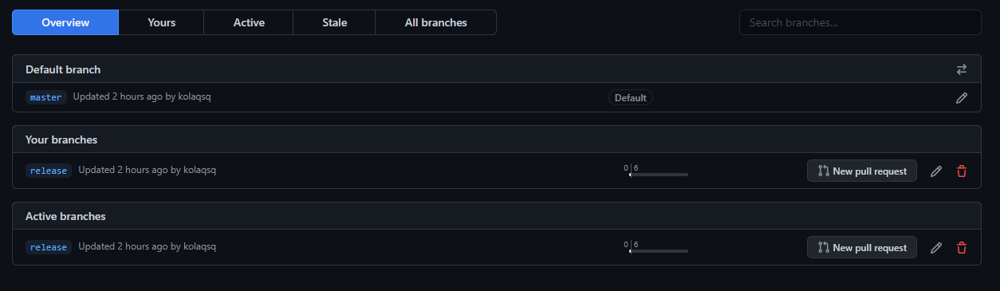 Overview Yours Active Stale All branches Search branches...
Default branch
master Updated 2 hours ago by kolaqsq Default
Your branches
release Updated 2 hours ago by kolaqsq 0 6 New pull request
Active branches
release Updated 2 hours ago by kolaqsq 0 6 New pull request